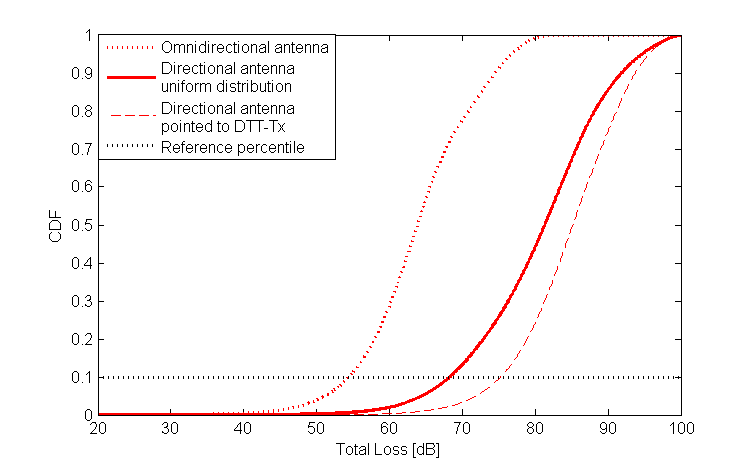 Omnidirectional antenna
Directional antenna
uniform distribution
Directional antenna
pointed to DTT-Tx
Reference percentile
1
0.9
0.8
0.7
0.6
0.5
0.4
0.3
0.2
0.1
0
CDF
20 30 40 50 60 70 80 90 100
Total Loss [dB]